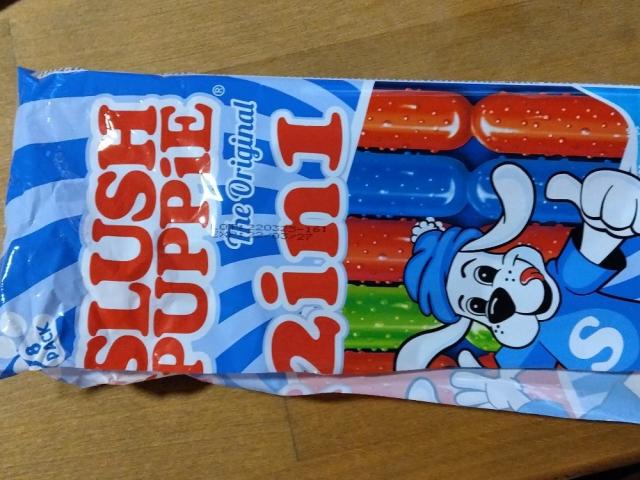 SLUSH
PUPPiE®
The Original
2in1
8
PACK
S